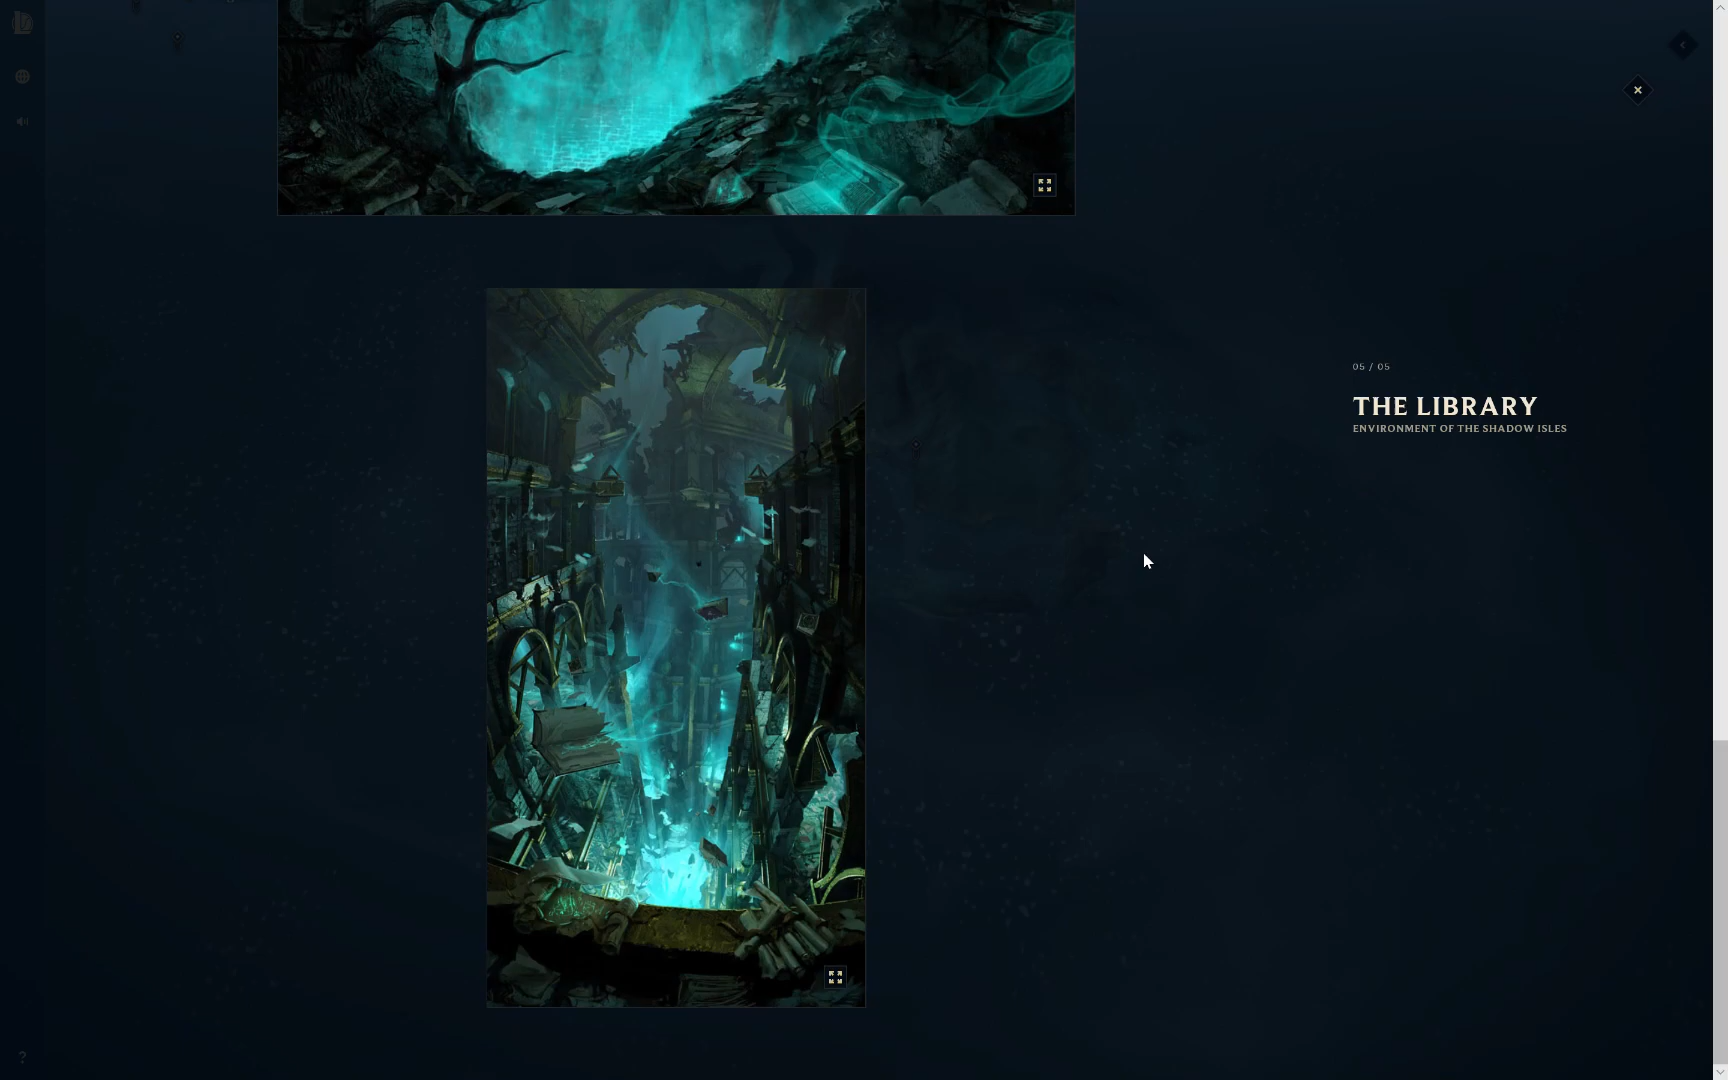 05 / 05
THE LIBRARY
ENVIRONMENT OF THE SHADOW ISLES
?